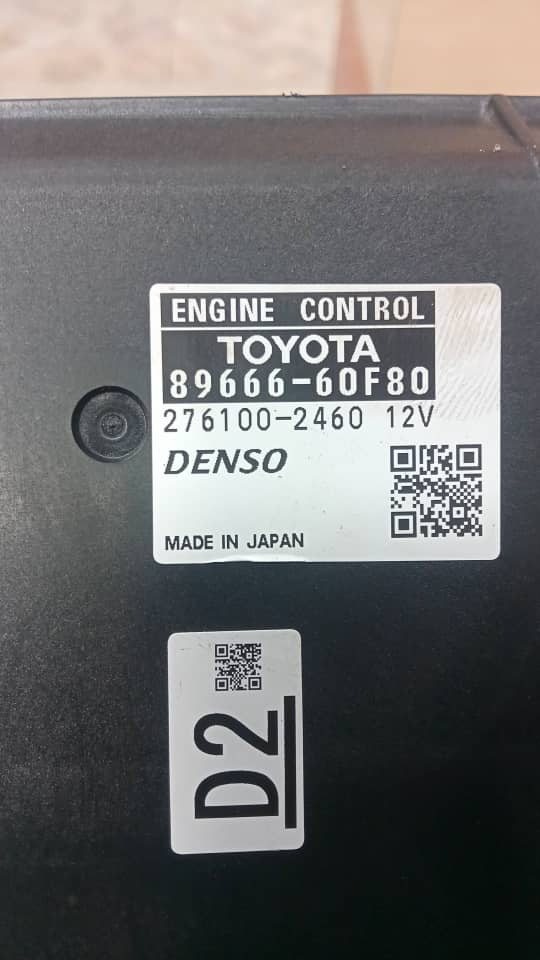 ENGINE CONTROL
TOYOTA
89666-60F80
276100-2460 12V
DENSO
MADE IN JAPAN
D2